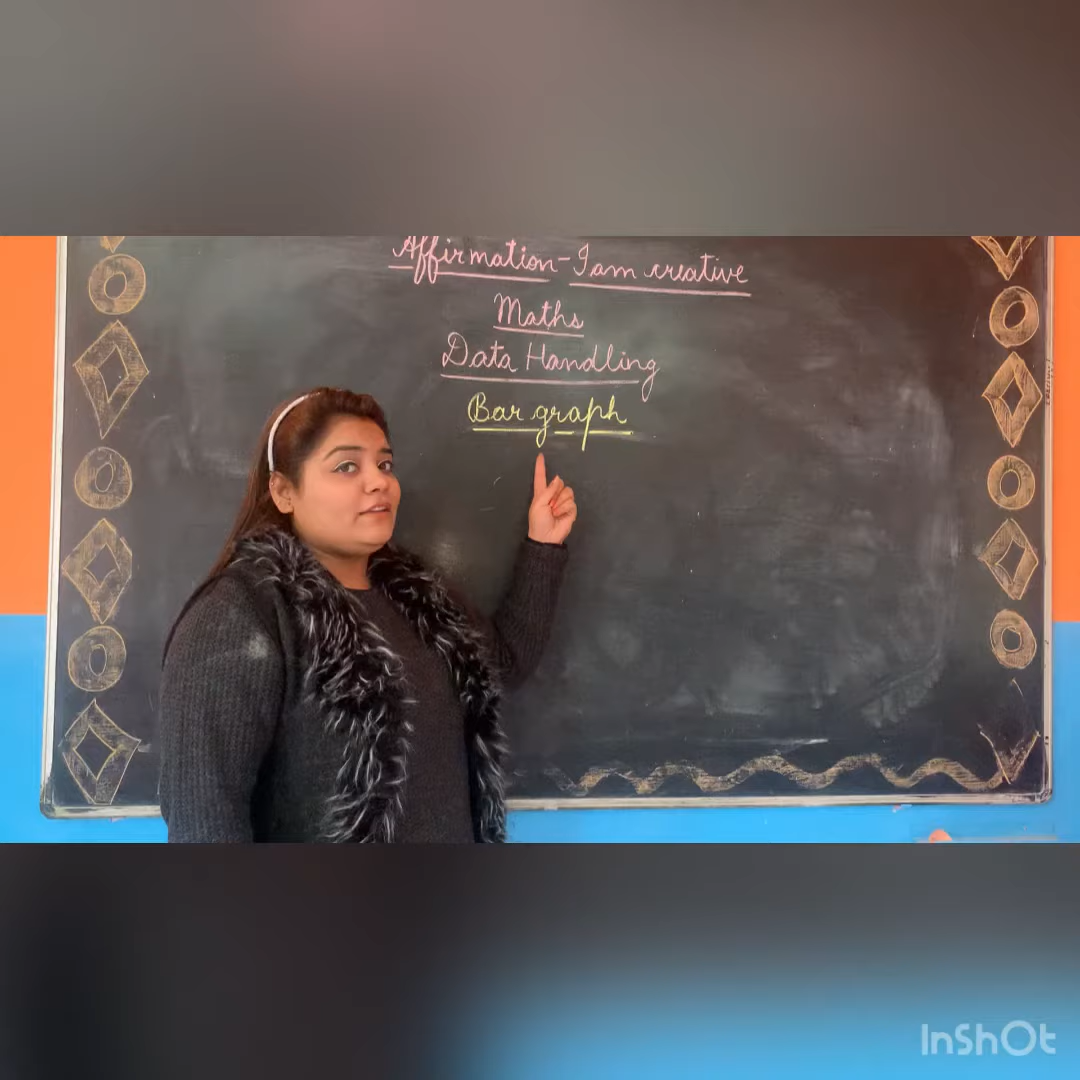 Affirmation - I am creative
Maths
Data Handling
Bar graph
InShOt